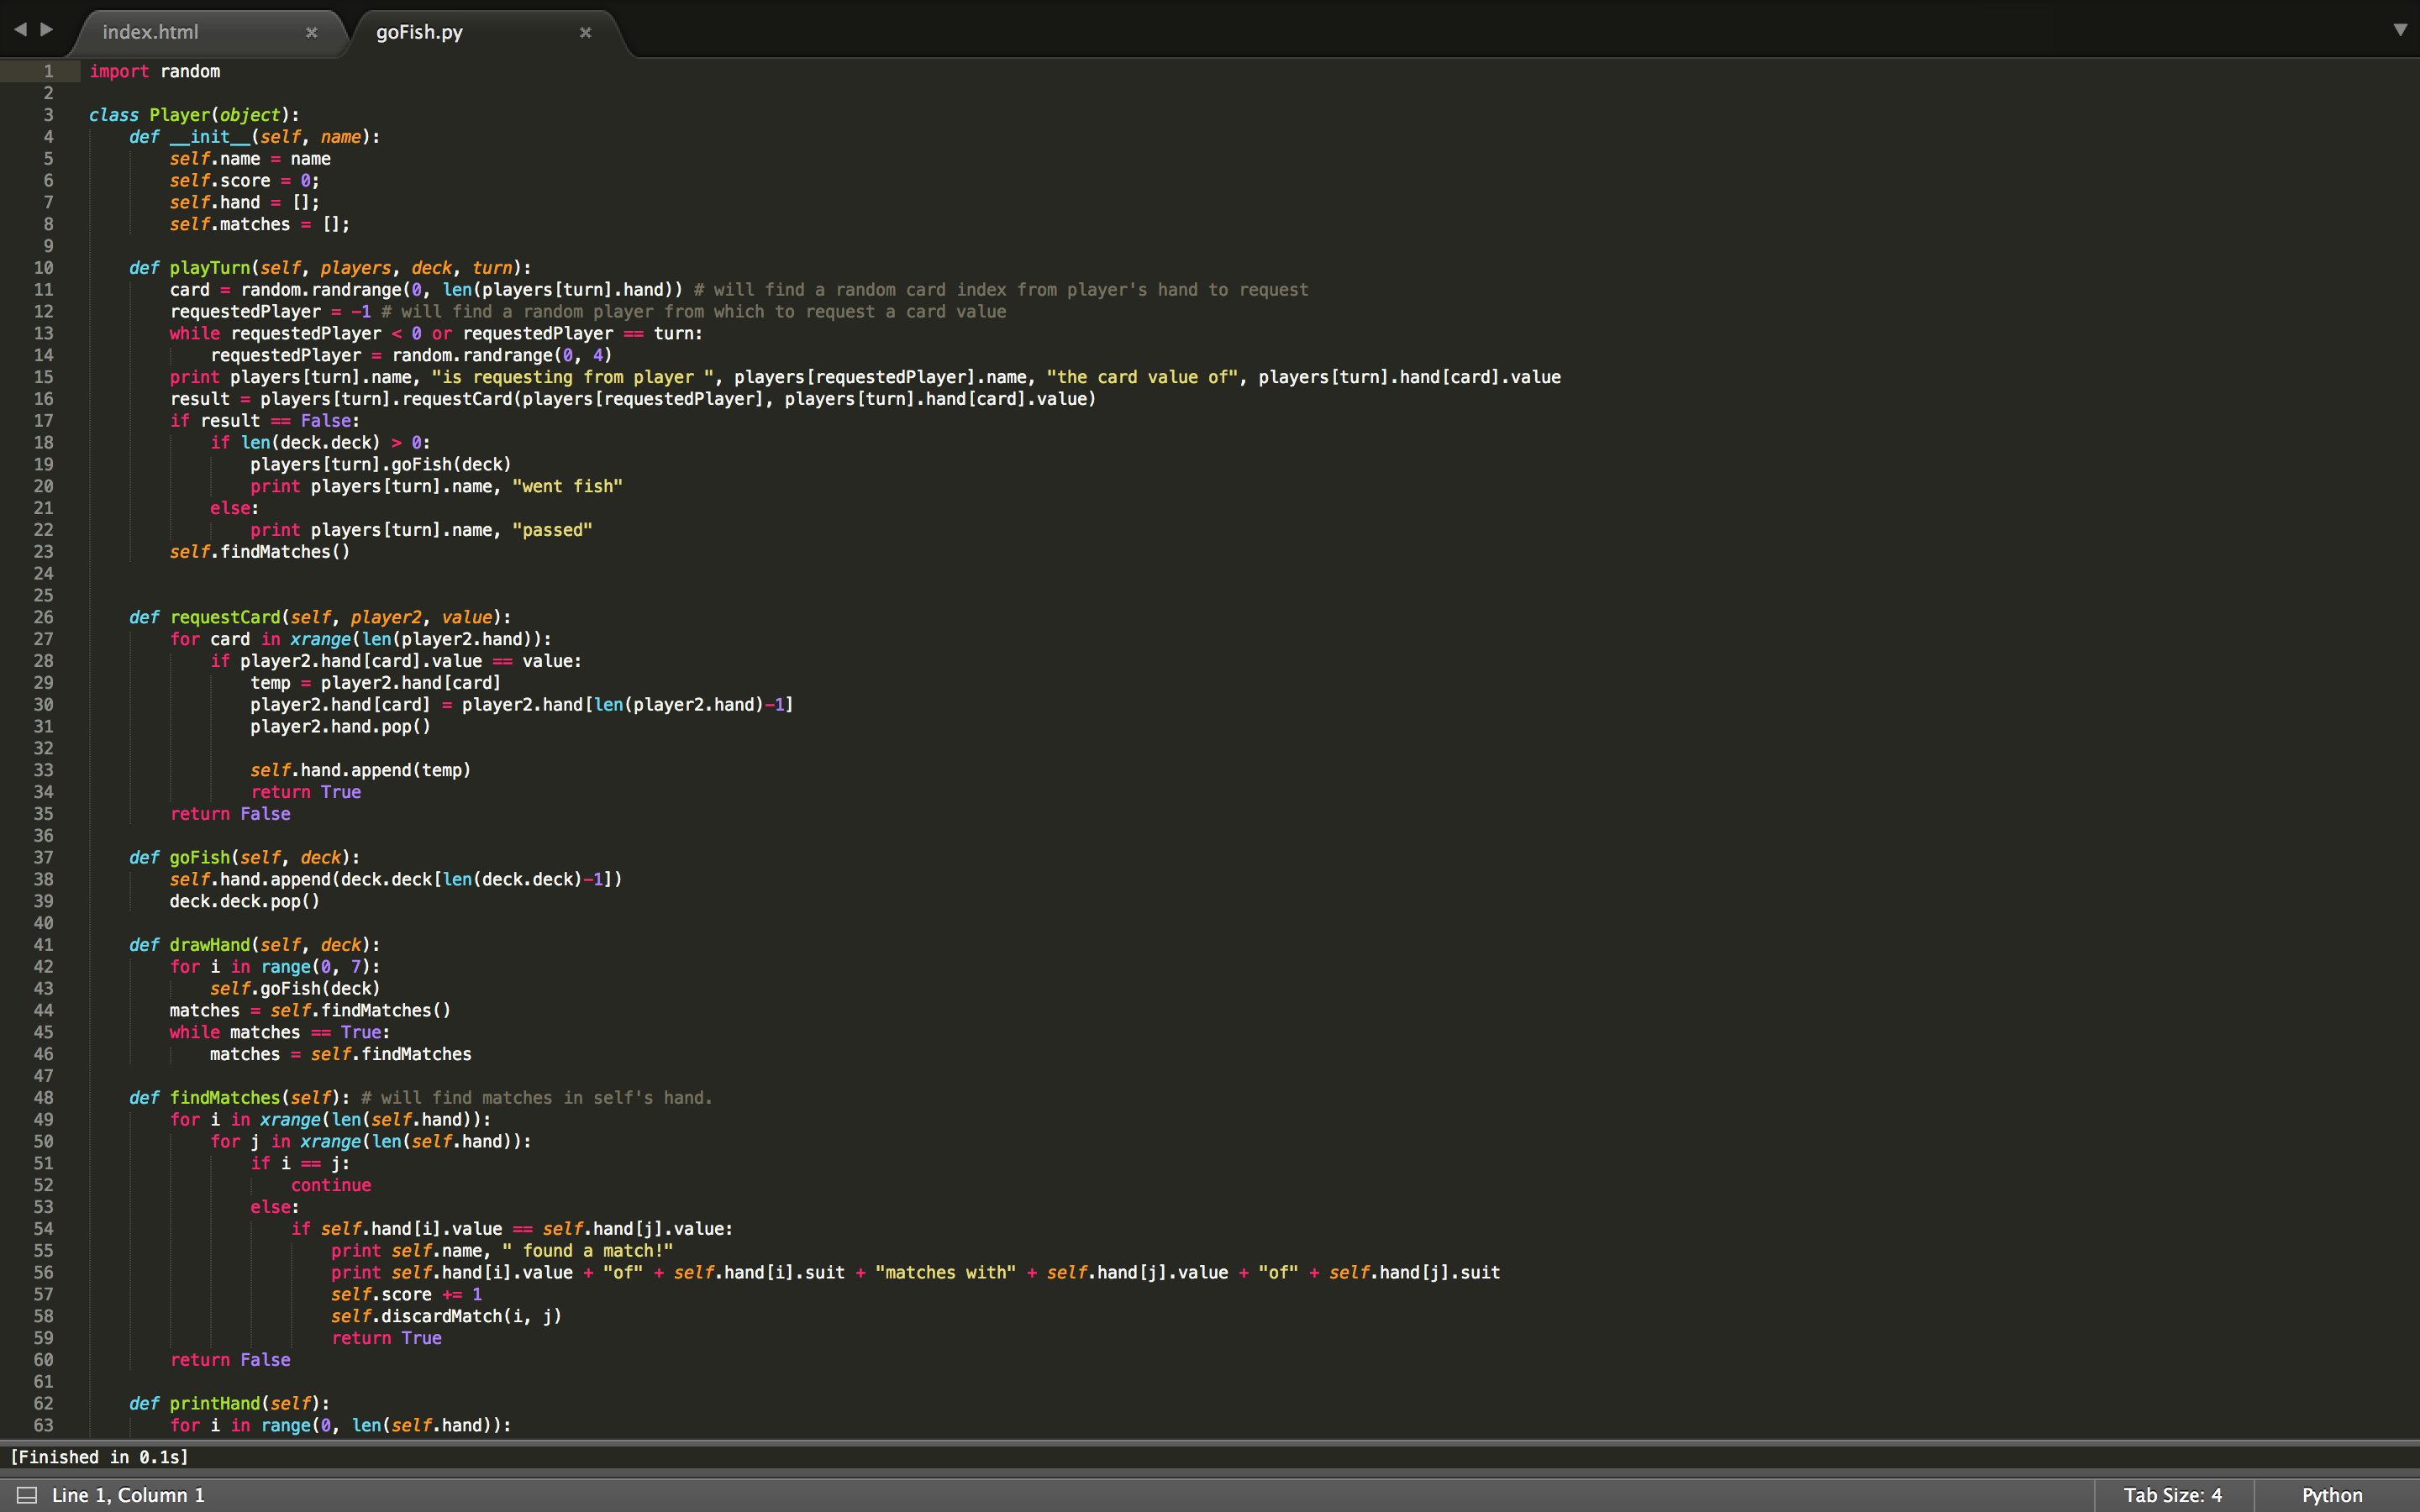 index.html × goFish.py ×
1 import random
2
3 class Player(object):
4     def __init__(self, name):
5         self.name = name
6         self.score = 0;
7         self.hand = [];
8         self.matches = [];
9
10     def playTurn(self, players, deck, turn):
11         card = random.randrange(0, len(players[turn].hand)) # will find a random card index from player's hand to request
12         requestedPlayer = -1 # will find a random player from which to request a card value
13         while requestedPlayer < 0 or requestedPlayer == turn:
14             requestedPlayer = random.randrange(0, 4)
15         print players[turn].name, "is requesting from player ", players[requestedPlayer].name, "the card value of", players[turn].hand[card].value
16         result = players[turn].requestCard(players[requestedPlayer], players[turn].hand[card].value)
17         if result == False:
18             if len(deck.deck) > 0:
19                 players[turn].goFish(deck)
20                 print players[turn].name, "went fish"
21             else:
22                 print players[turn].name, "passed"
23         self.findMatches()
24
25
26     def requestCard(self, player2, value):
27         for card in xrange(len(player2.hand)):
28             if player2.hand[card].value == value:
29                 temp = player2.hand[card]
30                 player2.hand[card] = player2.hand[len(player2.hand)-1]
31                 player2.hand.pop()
32
33                 self.hand.append(temp)
34                 return True
35         return False
36
37     def goFish(self, deck):
38         self.hand.append(deck.deck[len(deck.deck)-1])
39         deck.deck.pop()
40
41     def drawHand(self, deck):
42         for i in range(0, 7):
43             self.goFish(deck)
44         matches = self.findMatches()
45         while matches == True:
46             matches = self.findMatches
47
48     def findMatches(self): # will find matches in self's hand.
49         for i in xrange(len(self.hand)):
50             for j in xrange(len(self.hand)):
51                 if i == j:
52                     continue
53                 else:
54                     if self.hand[i].value == self.hand[j].value:
55                         print self.name, " found a match!"
56                         print self.hand[i].value + "of" + self.hand[i].suit + "matches with" + self.hand[j].value + "of" + self.hand[j].suit
57                         self.score += 1
58                         self.discardMatch(i, j)
59                         return True
60         return False
61
62     def printHand(self):
63         for i in range(0, len(self.hand)):
[Finished in 0.1s]
Line 1, Column 1 Tab Size: 4 Python